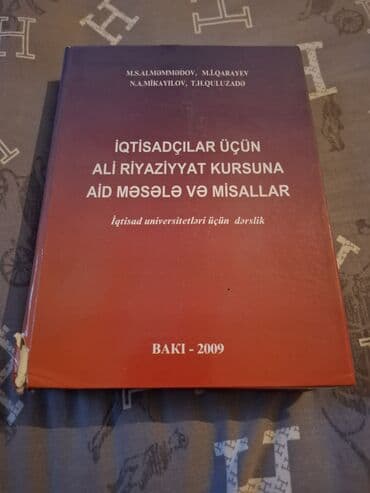 M.S.ALMƏMMƏDOV, M.İ.QARAYEV
N.A.MİKAYILOV, T.H.QULUZADƏ
İQTİSADÇILAR ÜÇÜN
ALİ RİYAZİYYAT KURSUNA
AİD MƏSƏLƏ VƏ MİSALLAR
İqtisad universitetləri üçün dərslik
BAKI - 2009